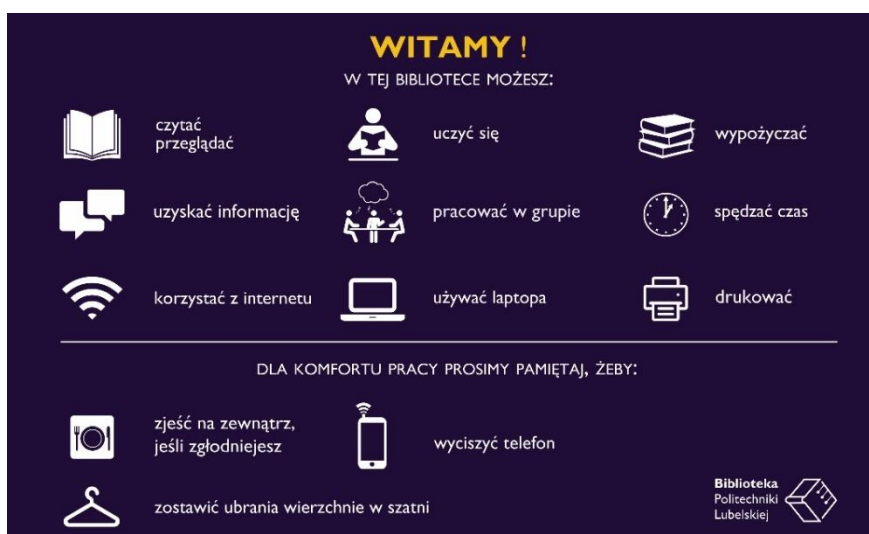 WITAMY !
W TEJ BIBLIOTECE MOŻESZ:
czytać
przeglądać
uczyć się
wypożyczać
uzyskać informację
pracować w grupie
spędzać czas
korzystać z internetu
używać laptopa
drukować
DLA KOMFORTU PRACY PROSIMY PAMIĘTAJ, ŻEBY:
zjeść na zewnątrz,
jeśli zgłodniejesz
wyciszyć telefon
zostawić ubrania wierzchnie w szatni
Biblioteka
Politechniki
Lubelskiej